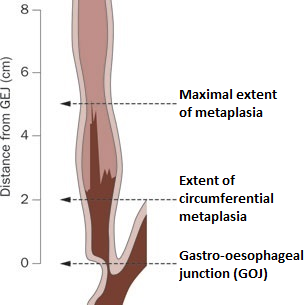 Distance from GEJ (cm)
8
6
4
2
0
Maximal extent
of metaplasia
Extent of
circumferential
metaplasia
Gastro-oesophageal
junction (GOJ)